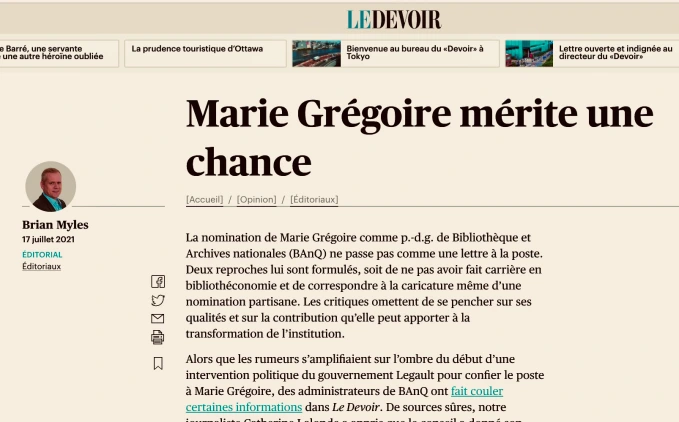 LE DEVOIR
e Barré, une servante
une autre héroïne oubliée
La prudence touristique d'Ottawa
Bienvenue au bureau du «Devoir» à
Tokyo
Lettre ouverte et indignée au
directeur du «Devoir»
Marie Grégoire mérite une
chance
[Accueil] / [Opinion] / [Éditoriaux]
Brian Myles
17 juillet 2021
ÉDITORIAL
Éditoriaux
La nomination de Marie Grégoire comme p.-d.g. de Bibliothèque et
Archives nationales (BAnQ) ne passe pas comme une lettre à la poste.
Deux reproches lui sont formulés, soit de ne pas avoir fait carrière en
bibliothéconomie et de correspondre à la caricature même d'une
nomination partisane. Les critiques omettent de se pencher sur ses
qualités et sur la contribution qu'elle peut apporter à la
transformation de l'institution.
Alors que les rumeurs s'amplifiaient sur l'ombre du début d'une
intervention politique du gouvernement Legault pour confier le poste
à Marie Grégoire, des administrateurs de BAnQ ont fait couler
certaines informations dans Le Devoir. De sources sûres, notre